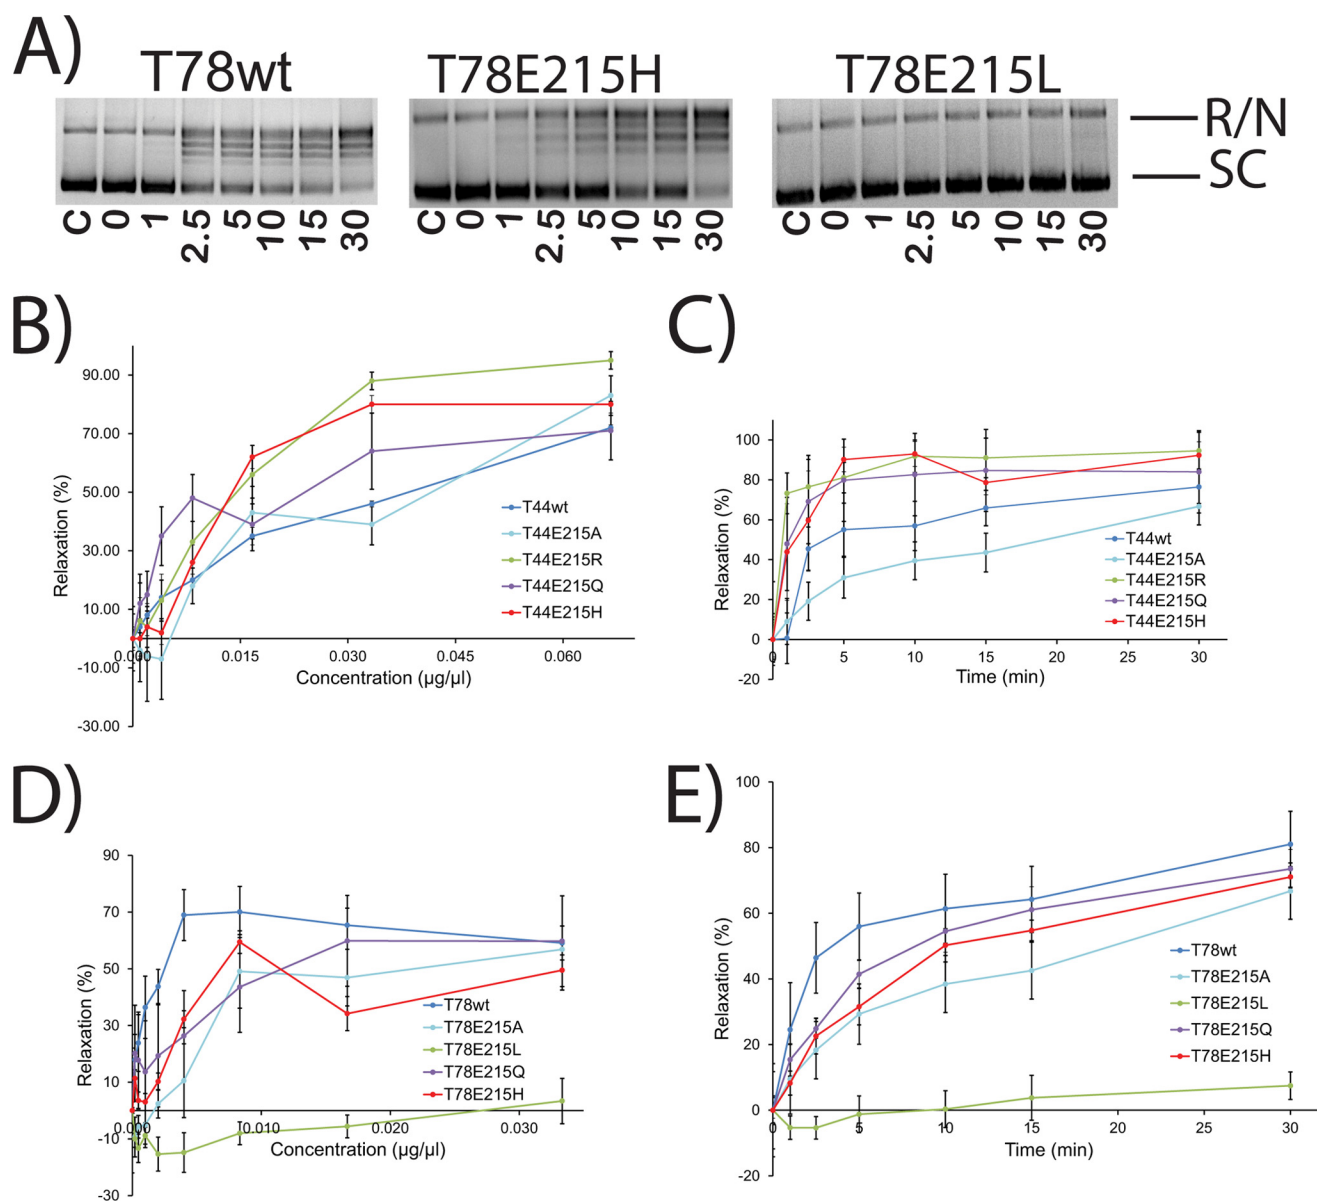 A)
T78wt
T78E215H
T78E215L
R/N
SC
C 0 1 2.5 5 10 15 30
C 0 1 2.5 5 10 15 30
C 0 1 2.5 5 10 15 30
B)
90.00
70.00
50.00
30.00
10.00
-10.00
-30.00
Relaxation (%)
0.000 0.015 0.030 0.045 0.060
Concentration (µg/µl)
T44wt
T44E215A
T44E215R
T44E215Q
T44E215H
C)
100
80
60
40
20
0
-20
Relaxation (%)
0 5 10 15 20 25 30
Time (min)
T44wt
T44E215A
T44E215R
T44E215Q
T44E215H
D)
90
70
50
30
10
-10
-30
Relaxation (%)
0.000 0.010 0.020 0.030
Concentration (µg/µl)
T78wt
T78E215A
T78E215L
T78E215Q
T78E215H
E)
100
80
60
40
20
0
-20
Relaxation (%)
0 5 10 15 20 25 30
Time (min)
T78wt
T78E215A
T78E215L
T78E215Q
T78E215H